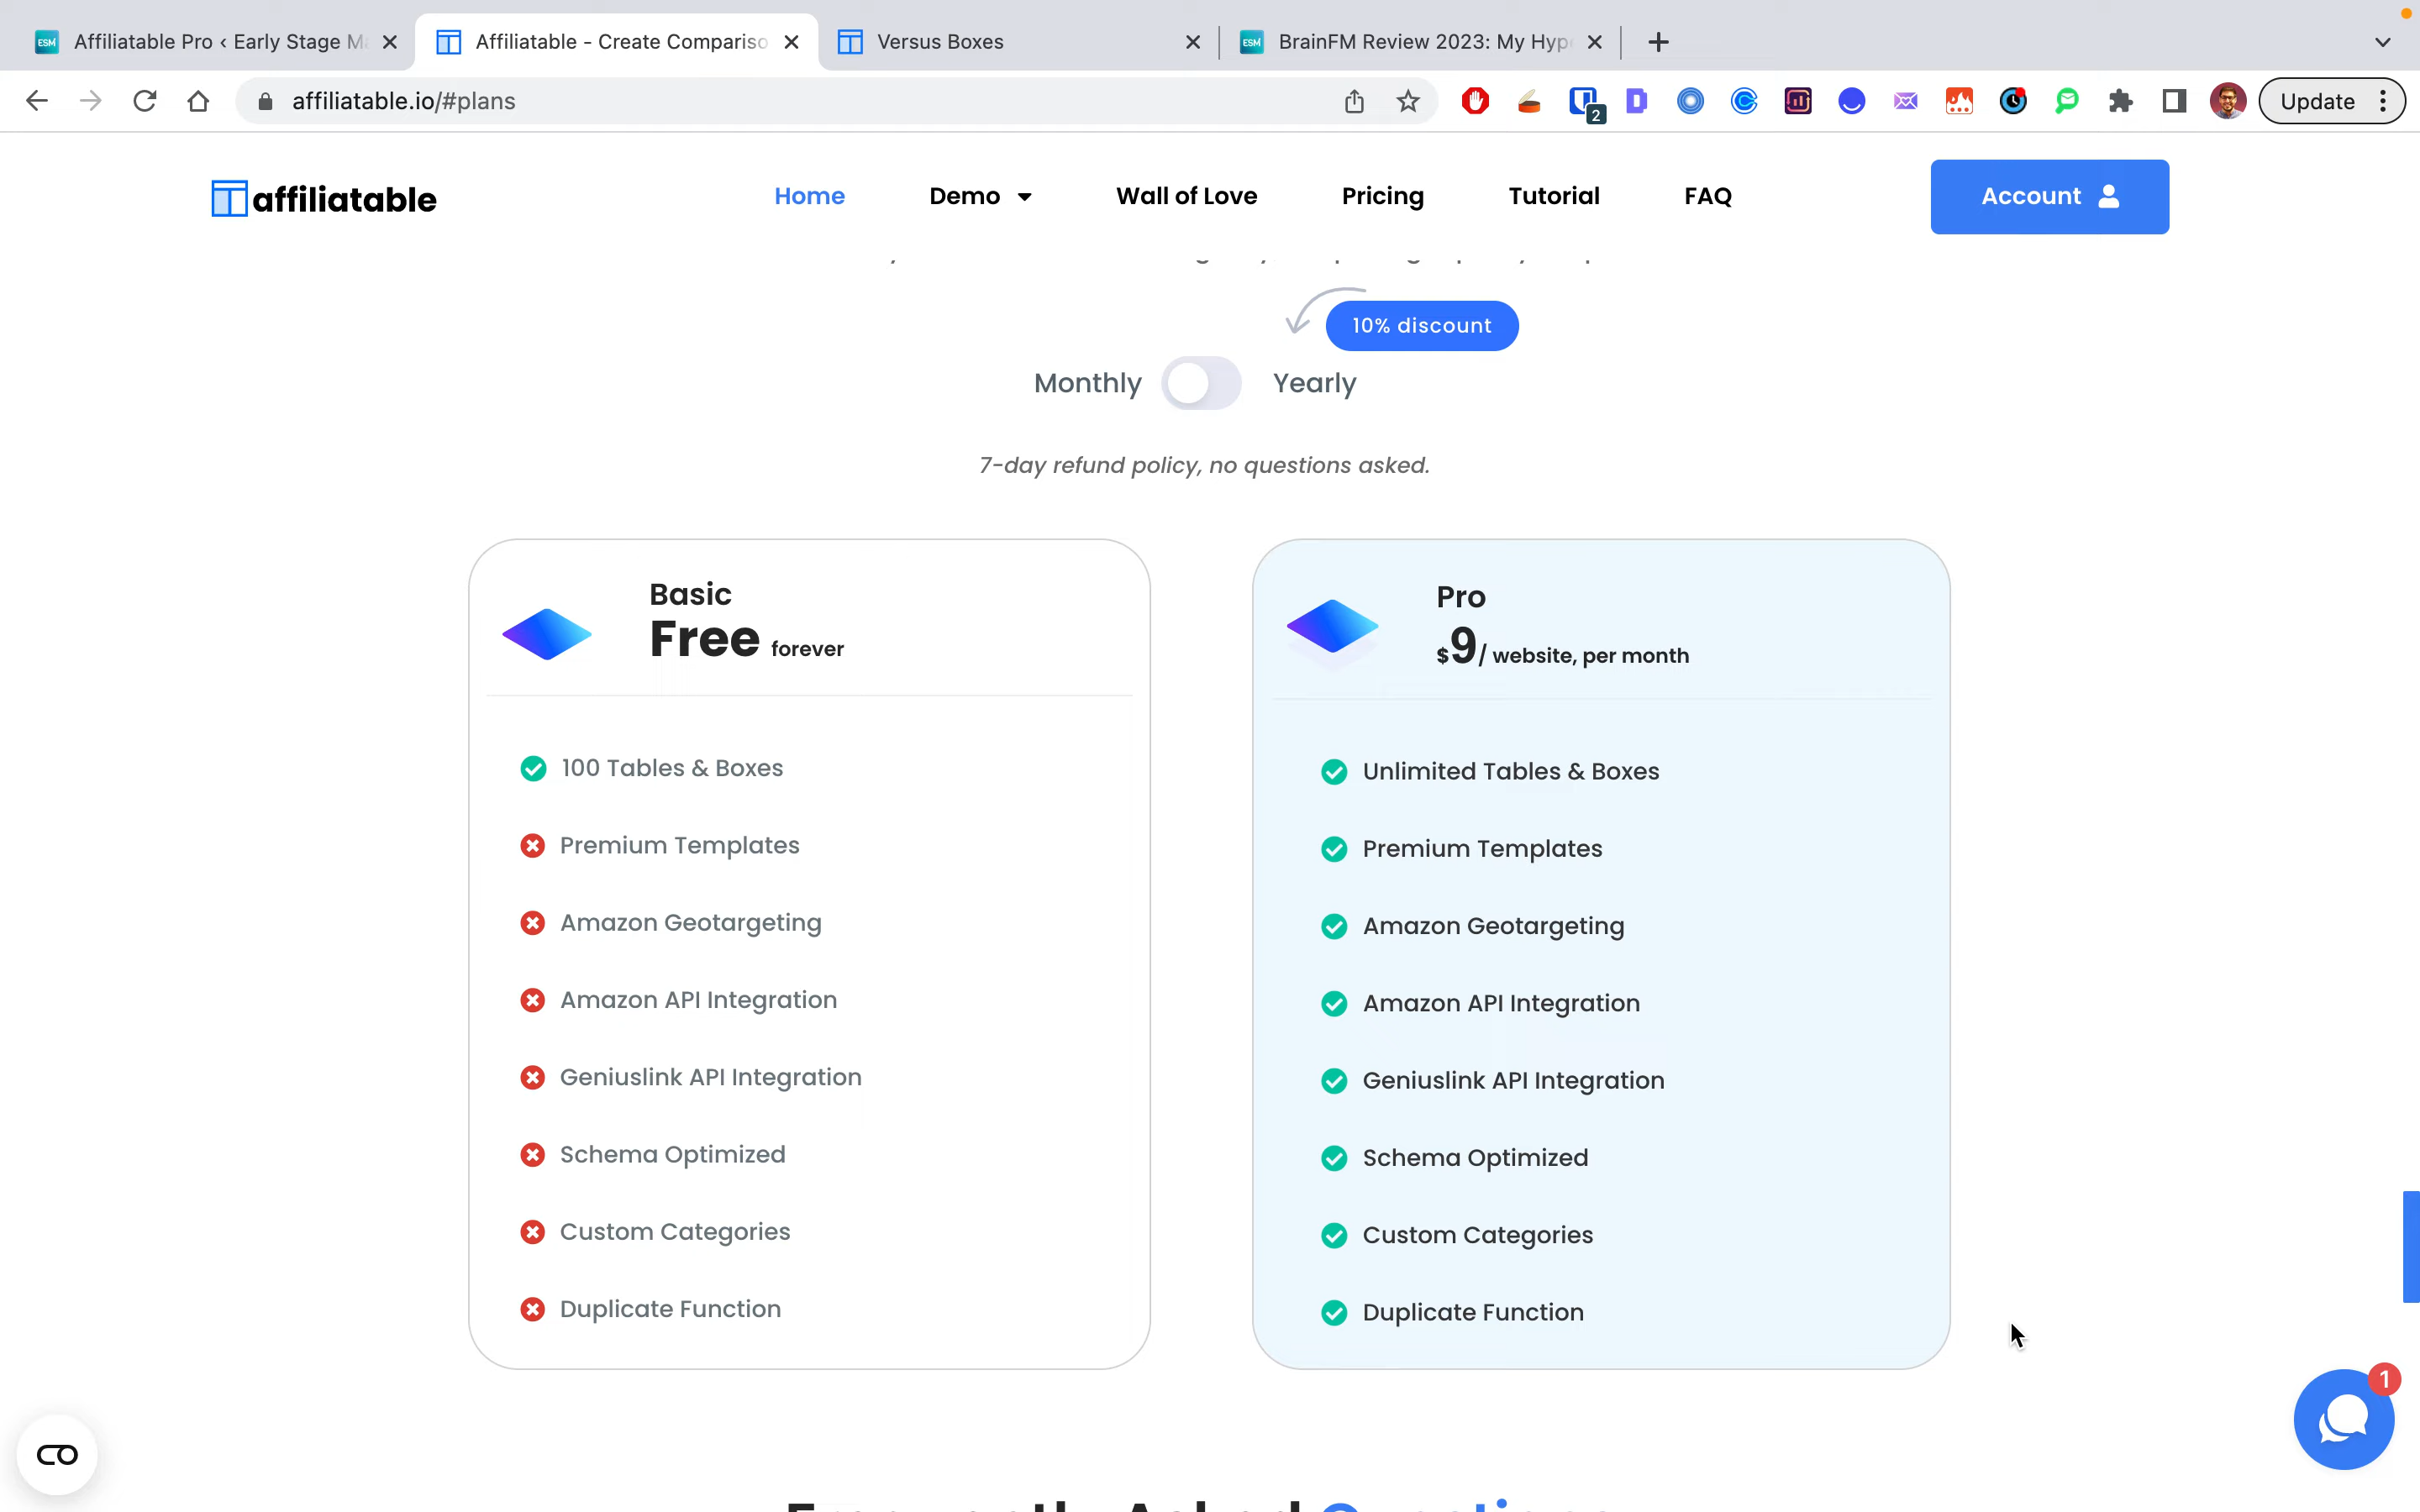 Affiliatable Pro ‹ Early Stage Ma
Affiliatable - Create Compariso
Versus Boxes
BrainFM Review 2023: My Hype
affiliatable.io/#plans
2
Update
affiliatable
Home
Demo
Wall of Love
Pricing
Tutorial
FAQ
Account
10% discount
Monthly
Yearly
7-day refund policy, no questions asked.
Basic
Free forever
100 Tables & Boxes
Premium Templates
Amazon Geotargeting
Amazon API Integration
Geniuslink API Integration
Schema Optimized
Custom Categories
Duplicate Function
Pro
$9/ website, per month
Unlimited Tables & Boxes
Premium Templates
Amazon Geotargeting
Amazon API Integration
Geniuslink API Integration
Schema Optimized
Custom Categories
Duplicate Function
1